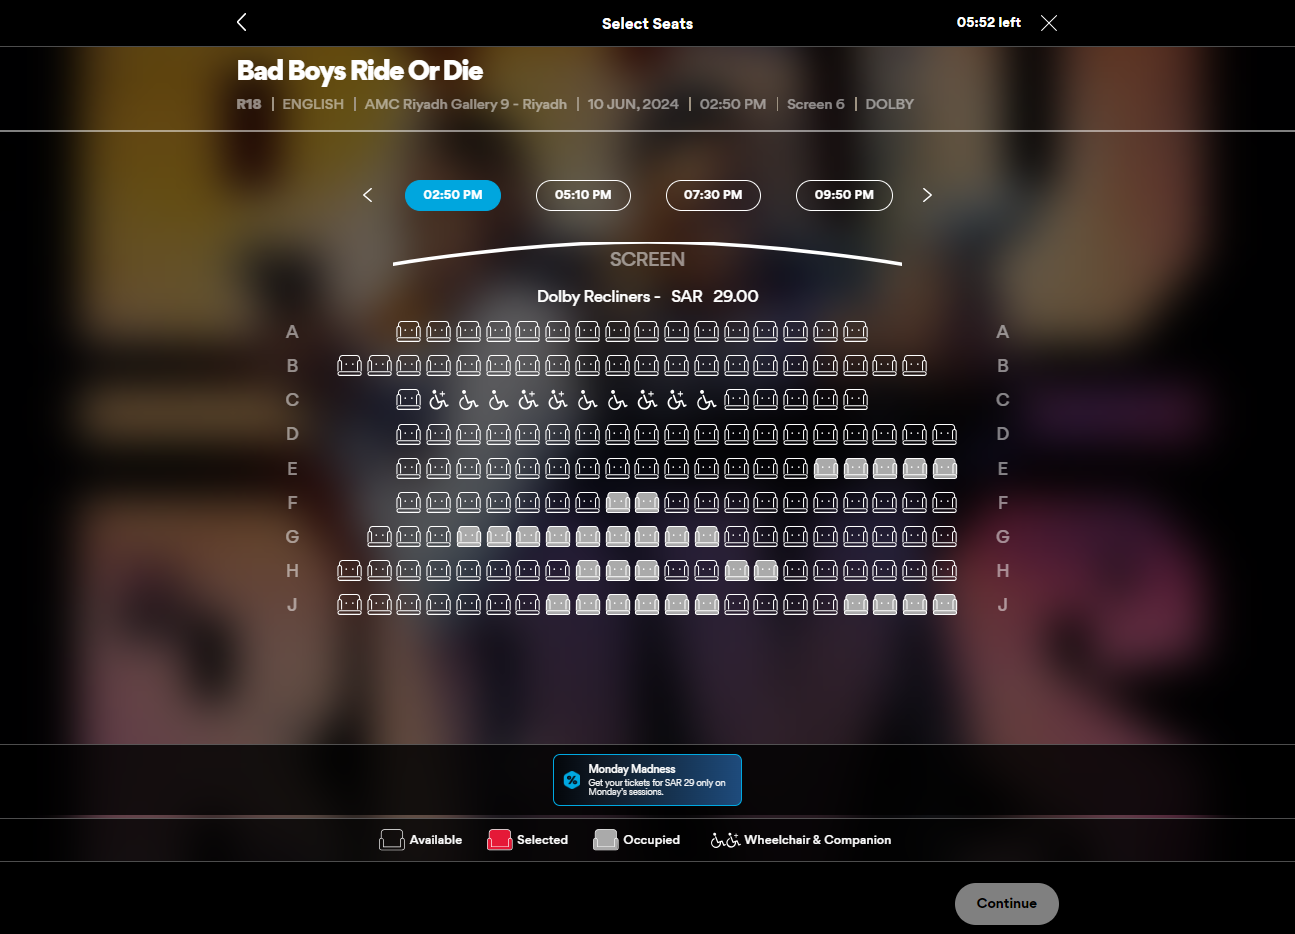 Select Seats
05:52 left
Bad Boys Ride Or Die
R18 | ENGLISH | AMC Riyadh Gallery 9 - Riyadh | 10 JUN, 2024 | 02:50 PM | Screen 6 | DOLBY
02:50 PM 05:10 PM 07:30 PM 09:50 PM
SCREEN
Dolby Recliners - SAR 29.00
A A
B B
C C
D D
E E
F F
G G
H H
J J
Monday Madness
Get your tickets for SAR 29 only on
Monday's sessions.
Available Selected Occupied Wheelchair & Companion
Continue